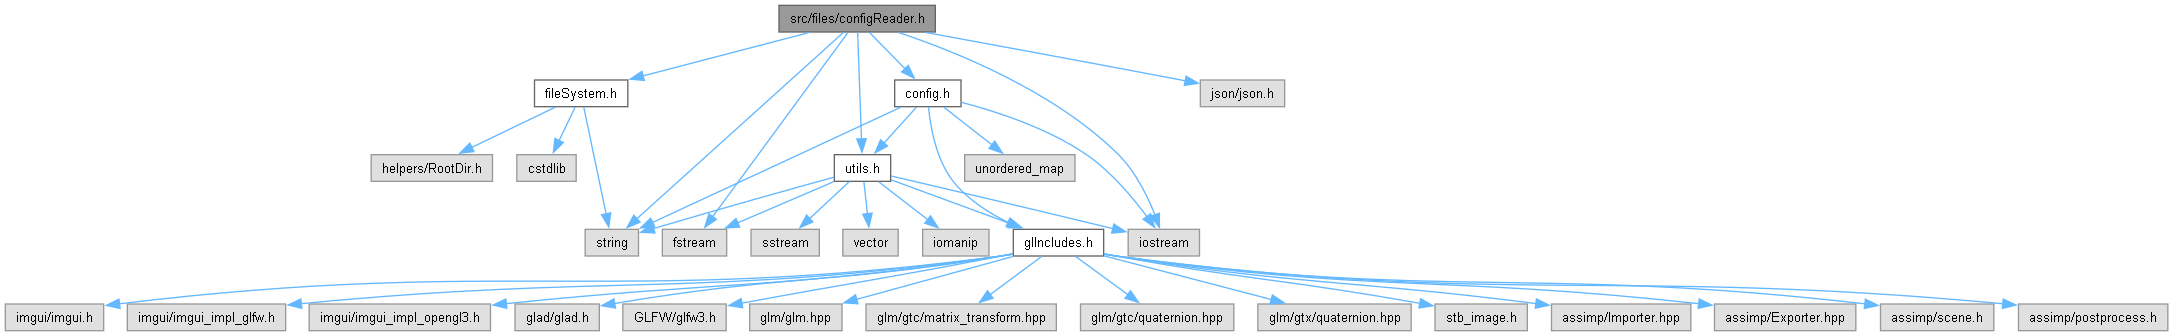 src/files/configReader.h
fileSystem.h
config.h
json/json.h
helpers/RootDir.h
cstdlib
utils.h
unordered_map
string
fstream
sstream
vector
iomanip
glIncludes.h
iostream
imgui/imgui.h
imgui/imgui_impl_glfw.h
imgui/imgui_impl_opengl3.h
glad/glad.h
GLFW/glfw3.h
glm/glm.hpp
glm/gtc/matrix_transform.hpp
glm/gtc/quaternion.hpp
glm/gtx/quaternion.hpp
stb_image.h
assimp/Importer.hpp
assimp/Exporter.hpp
assimp/scene.h
assimp/postprocess.h